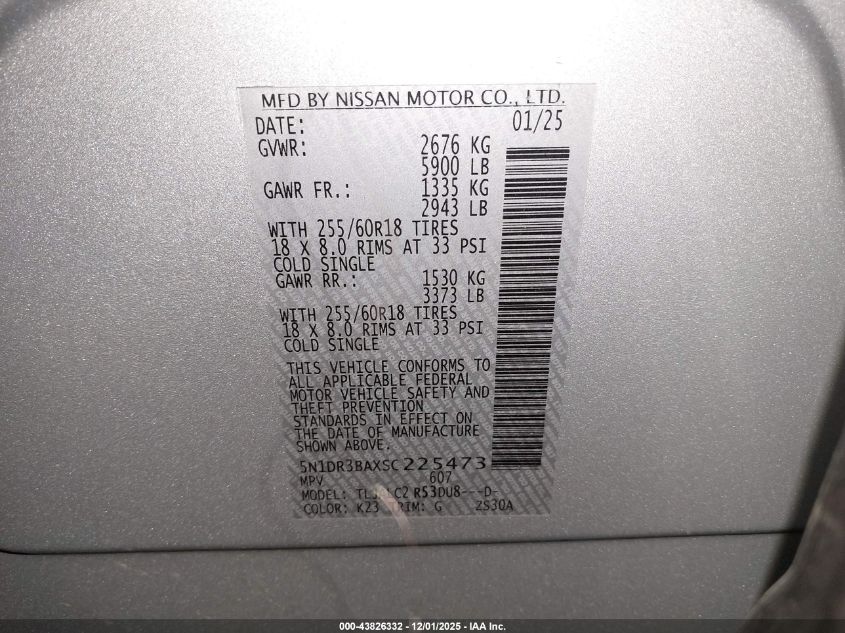 MFD BY NISSAN MOTOR CO., LTD.
DATE: 01/25
GVWR: 2676 KG
5900 LB
GAWR FR.: 1335 KG
2943 LB
WITH 255/60R18 TIRES
18 X 8.0 RIMS AT 33 PSI
COLD SINGLE
GAWR RR.: 1530 KG
3373 LB
WITH 255/60R18 TIRES
18 X 8.0 RIMS AT 33 PSI
COLD SINGLE
THIS VEHICLE CONFORMS TO
ALL APPLICABLE FEDERAL
MOTOR VEHICLE SAFETY AND
THEFT PREVENTION
STANDARDS IN EFFECT ON
THE DATE OF MANUFACTURE
SHOWN ABOVE.
5N1DR3BAXSC225473
MPV 607
MODEL: R53DU8---D-
COLOR: K23 TRIM: G ZS30A
000-43826332 - 12/01/2025 - IAA Inc.